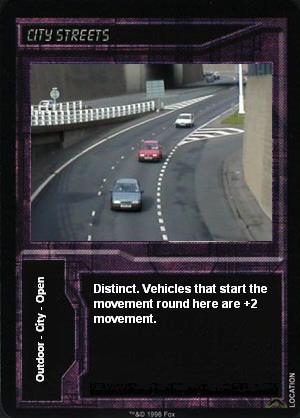 CITY STREETS
Outdoor - City - Open
Distinct. Vehicles that start the
movement round here are +2
movement.
LOCATION
™&© 1998 Fox